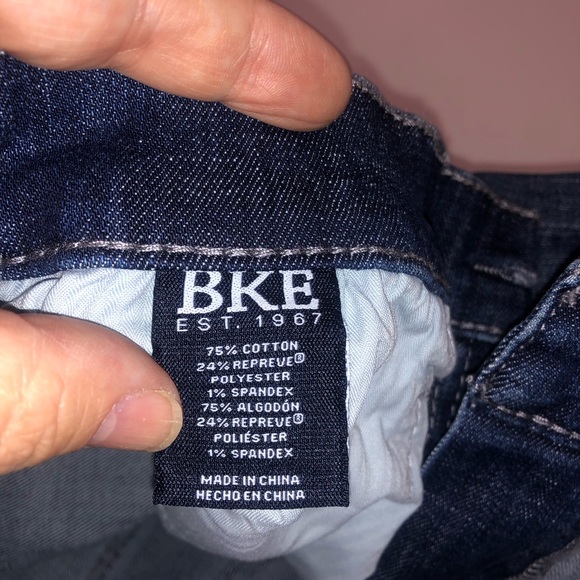 BKE
EST. 1967
75% COTTON
24% REPREVE®
POLYESTER
1% SPANDEX
75% ALGODÓN
24% REPREVE®
POLIÉSTER
1% SPANDEX
MADE IN CHINA
HECHO EN CHINA